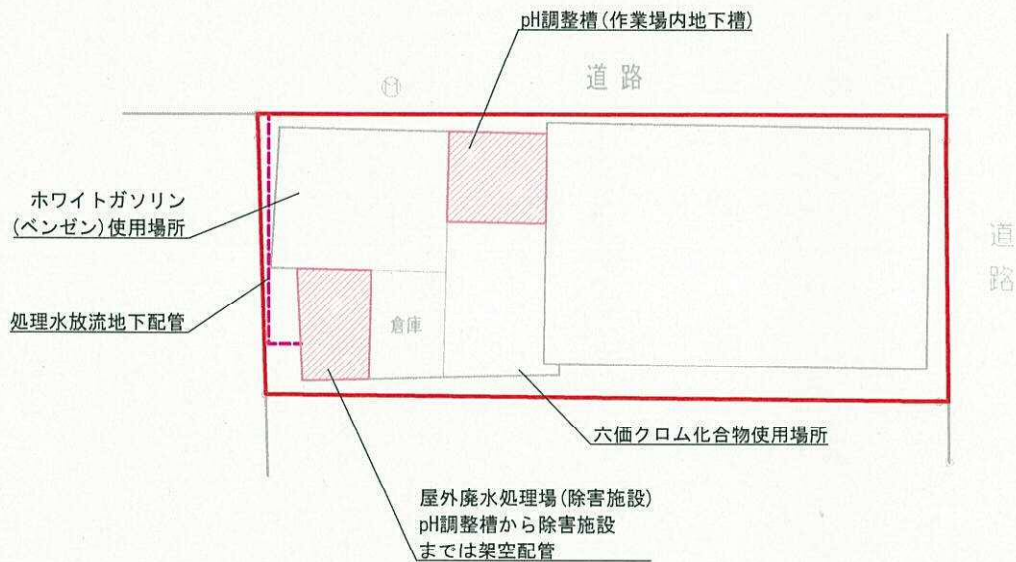 pH調整槽(作業場内地下槽)
道路
ホワイトガソリン
(ベンゼン)使用場所
道路
処理水放流地下配管
倉庫
六価クロム化合物使用場所
屋外廃水処理場(除害施設)
pH調整槽から除害施設
までは架空配管